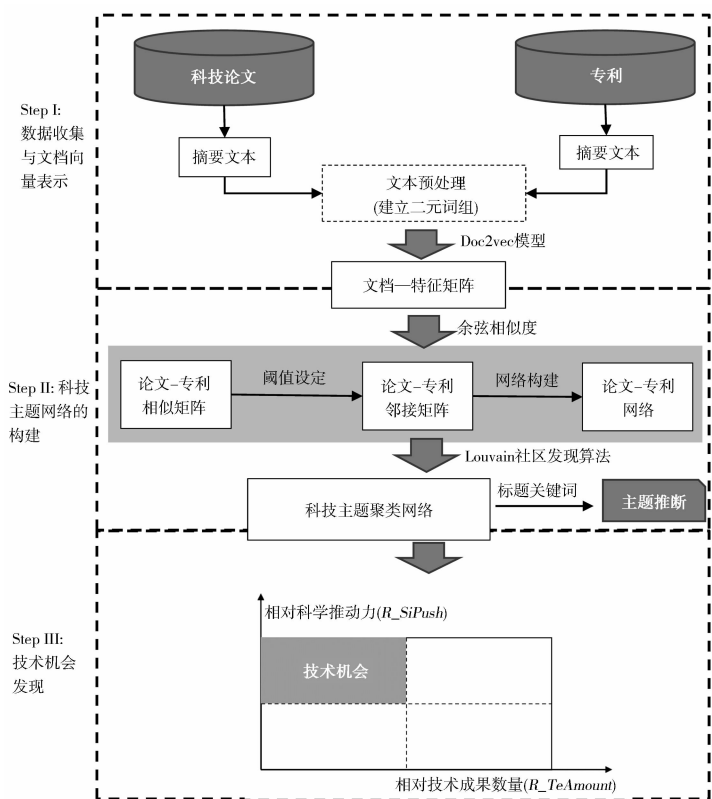 科技论文
专利
Step I:
数据收集
与文档向
量表示
摘要文本
摘要文本
文本预处理
(建立二元词组)
Doc2vec模型
文档—特征矩阵
余弦相似度
Step II: 科技
主题网络的
构建
论文-专利
相似矩阵
阈值设定
论文-专利
邻接矩阵
网络构建
论文-专利
网络
Louvain社区发现算法
科技主题聚类网络
标题关键词
主题推断
Step III:
技术机会
发现
相对科学推动力(R_SiPush)
技术机会
相对技术成果数量(R_TeAmount)